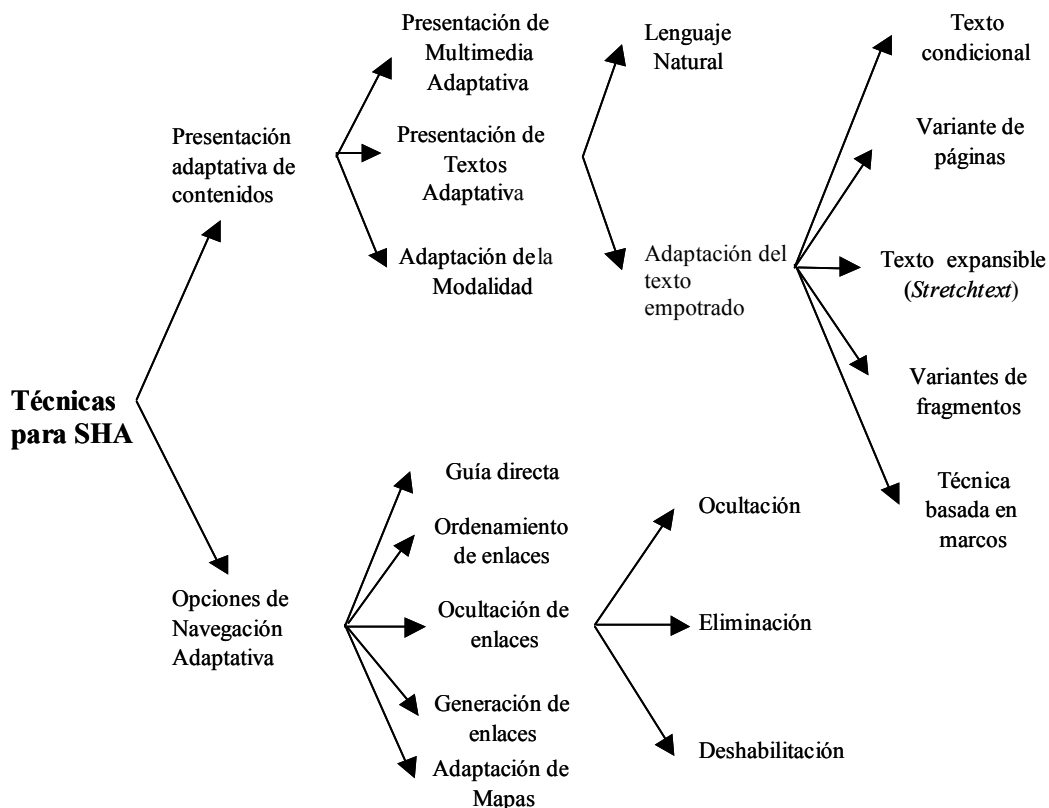 Presentación de
Multimedia
Adaptativa
Lenguaje
Natural
Texto
condicional
Presentación
adaptativa de
contenidos
Presentación de
Textos
Adaptativa
Variante de
páginas
Adaptación dela
Modalidad
Adaptación del
texto
empotrado
Texto expansible
(Stretchtext)
Variantes de
fragmentos
Técnica
basada en
marcos
Técnicas
para SHA
Opciones de
Navegación
Adaptativa
Guía directa
Ordenamiento
de enlaces
Ocultación de
enlaces
Generación de
enlaces
Adaptación de
Mapas
Ocultación
Eliminación
Deshabilitación